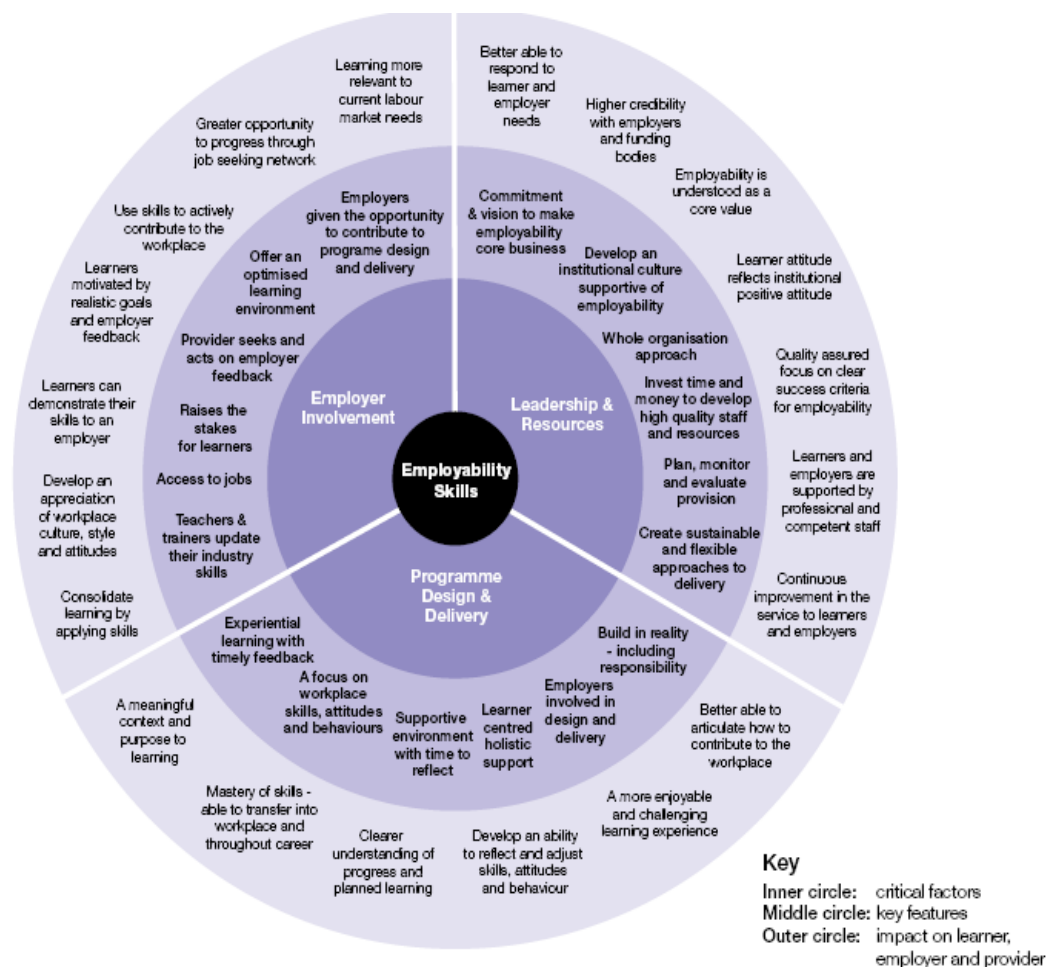 Learning more
relevant to
current labour
market needs
Greater opportunity
to progress through
job seeking network
Use skills to actively
contribute to the
workplace
Learners
motivated by
realistic goals
and employer
feedback
Learners can
demonstrate their
skills to an
employer
Develop an
appreciation
of workplace
culture, style
and attitudes
Consolidate
learning by
applying skills
Better able to
respond to
learner and
employer
needs
Higher credibility
with employers
and funding
bodies
Employability is
understood as a
core value
Learner attitude
reflects institutional
positive attitude
Quality assured
focus on clear
success criteria
for employability
Learners and
employers are
supported by
professional and
competent staff
Continuous
improvement in the
service to learners
and employers
Employers
given the opportunity
to contribute to
programe design
and delivery
Offer an
optimised
learning
environment
Provider seeks and
acts on employer
feedback
Raises the
stakes
for learners
Access to jobs
Teachers &
trainers update
their industry
skills
Commitment
& vision to make
employability
core business
Develop an
institutional culture
supportive of
employability
Whole organisation
approach
Invest time and
money to develop
high quality staff
and resources
Plan, monitor
and evaluate
provision
Create sustainable
and flexible
approaches to
delivery
Employer
Involvement
Leadership &
Resources
Employability
Skills
Programme
Design &
Delivery
Experiential
learning with
timely feedback
A focus on
workplace
skills, attitudes
and behaviours
Supportive
environment
with time to
reflect
Learner
centred
holistic
support
Employers
involved in
design and
delivery
Build in reality
- including
responsibility
A meaningful
context and
purpose to
learning
Mastery of skills -
able to transfer into
workplace and
throughout career
Clearer
understanding of
progress and
planned learning
Develop an ability
to reflect and adjust
skills, attitudes
and behaviour
A more enjoyable
and challenging
learning experience
Better able to
articulate how to
contribute to the
workplace
Key
Inner circle: critical factors
Middle circle: key features
Outer circle: impact on learner,
employer and provider